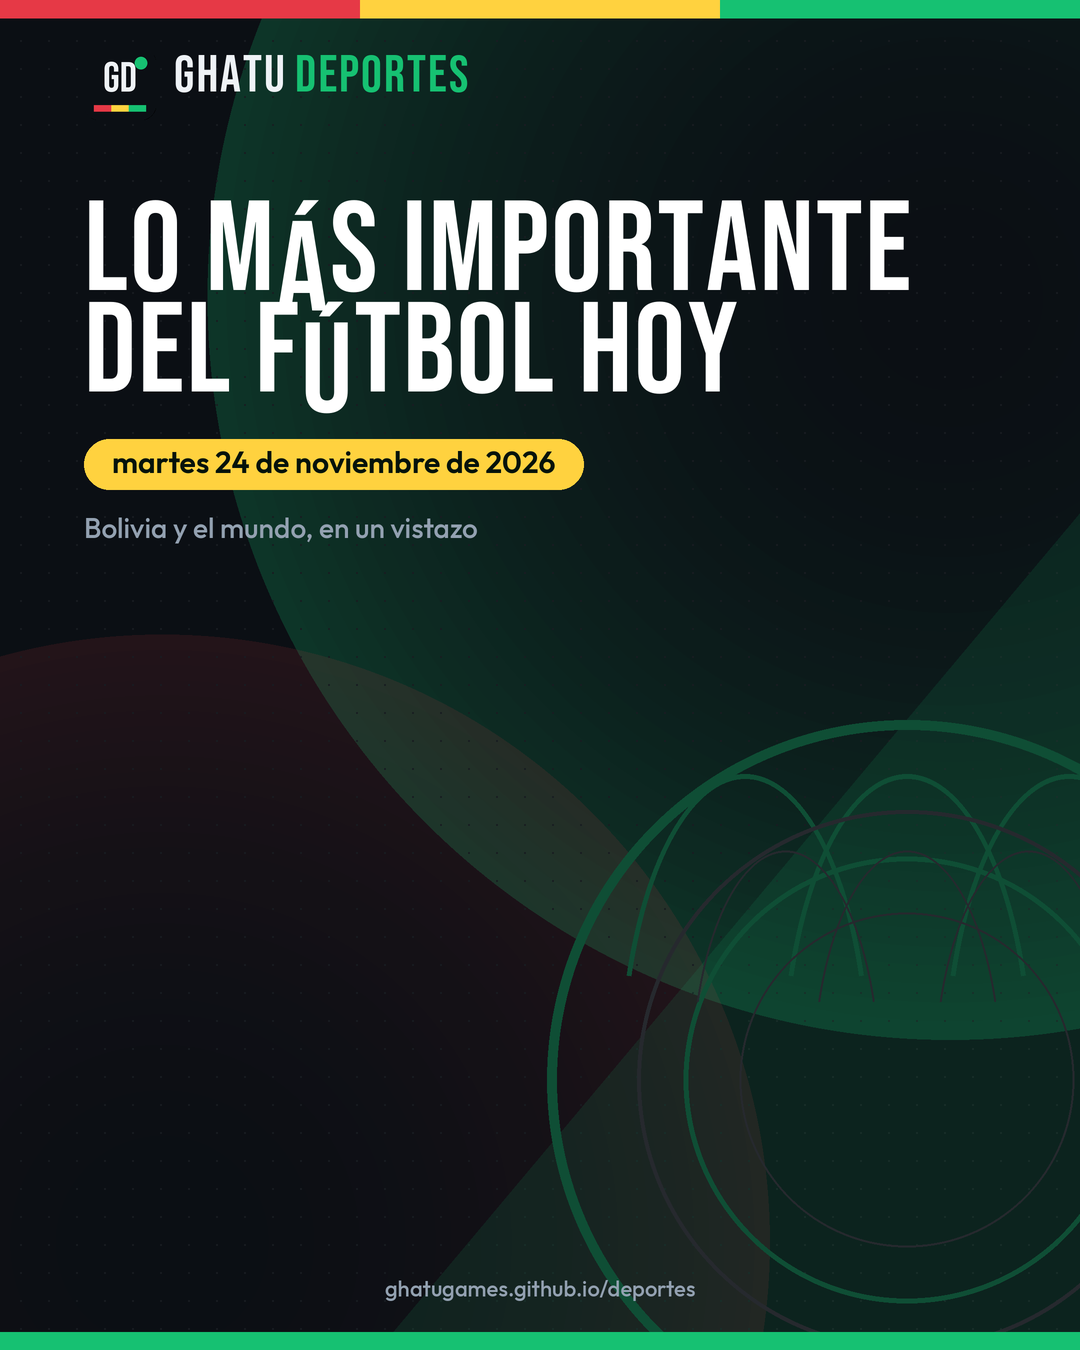 GD
GHATU DEPORTES
LO MÁS IMPORTANTE
DEL FÚTBOL HOY
martes 24 de noviembre de 2026
Bolivia y el mundo, en un vistazo
ghatugames.github.io/deportes